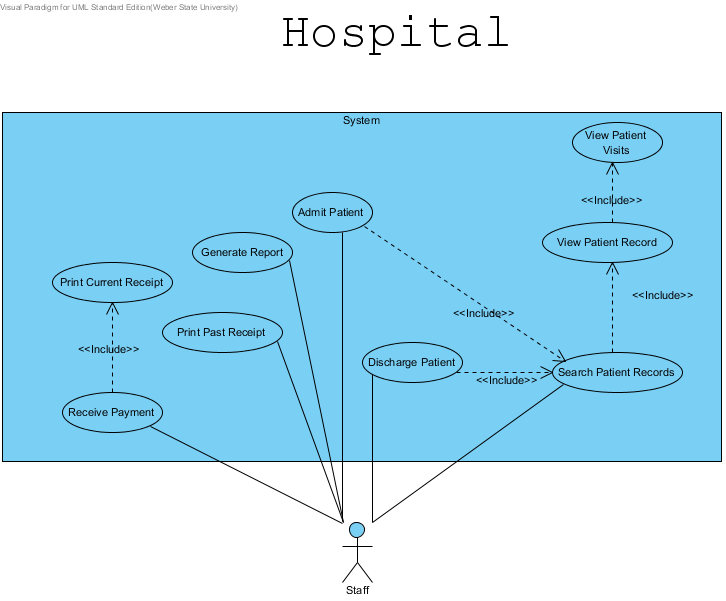 Visual Paradigm for UML Standard Edition(Weber State University)
Hospital
System
View Patient
Visits
<<Include>>
Admit Patient
View Patient Record
Generate Report
Print Current Receipt
<<Include>>
<<Include>>
Print Past Receipt
<<Include>>
Discharge Patient
Search Patient Records
<<Include>>
Receive Payment
Staff